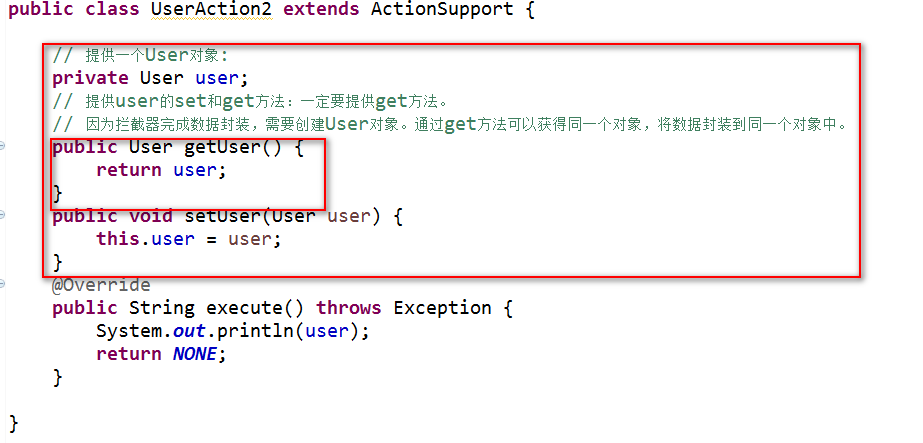 public class UserAction2 extends ActionSupport {
// 提供一个User对象:
private User user;
// 提供user的set和get方法：一定要提供get方法。
// 因为拦截器完成数据封装，需要创建User对象。通过get方法可以获得同一个对象，将数据封装到同一个对象中。
public User getUser() {
return user;
}
public void setUser(User user) {
this.user = user;
}
@Override
public String execute() throws Exception {
System.out.println(user);
return NONE;
}
}